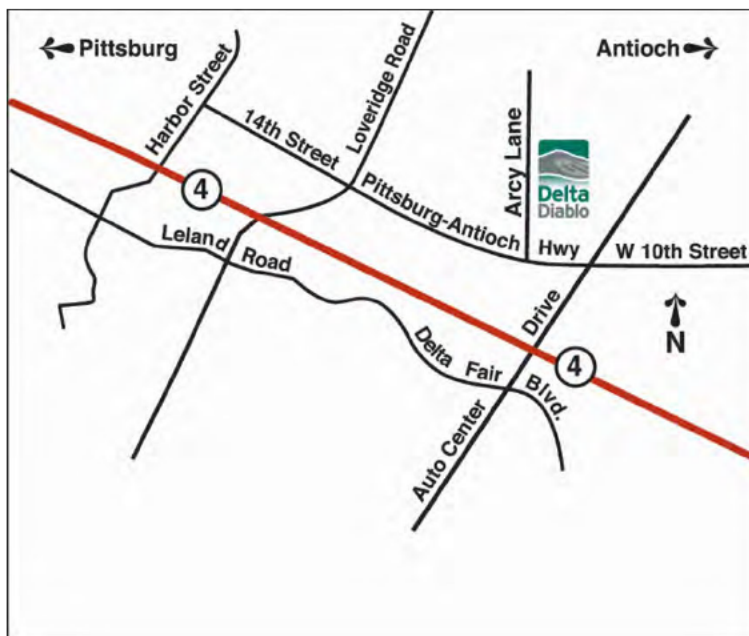 Pittsburg
Antioch
Harbor Street
Loveridge Road
14th Street
Arcy Lane
Delta
Diablo
Pittsburg-Antioch Hwy
W 10th Street
4
Leland Road
Drive
N
Delta Fair Blvd.
4
Auto Center